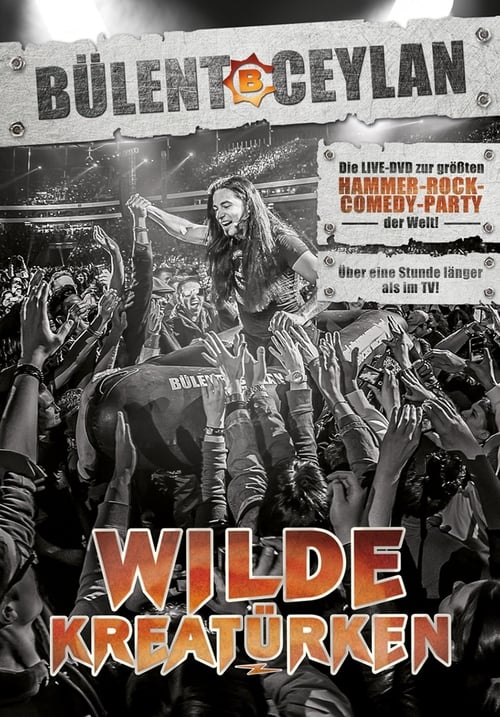 BÜLENT B CEYLAN
Die LIVE-DVD zur größten
HAMMER-ROCK-
COMEDY-PARTY
der Welt!
Über eine Stunde länger
als im TV!
BÜLENT CEYLAN
WILDE
KREATÜRKEN